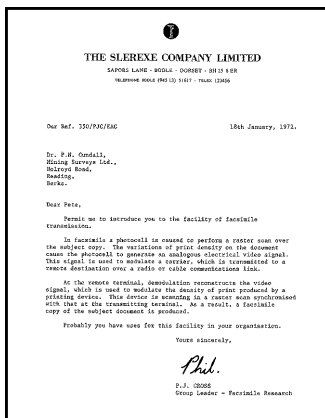 THE SLEREXE COMPANY LIMITED
SAPORS LANE - BOOLE - DORSET - BH 25 8 ER
TELEPHONE BOOLE (945 13) 51617 - TELEX 123456
Our Ref. 350/PJC/EAC 18th January, 1972.
Dr. P.N. Cundall,
Mining Surveys Ltd.,
Holroyd Road,
Reading,
Berks.
Dear Pete,
Permit me to introduce you to the facility of facsimile
transmission.
In facsimile a photocell is caused to perform a raster scan over
the subject copy. The variations of print density on the document
cause the photocell to generate an analogous electrical video signal.
This signal is used to modulate a carrier, which is transmitted to a
remote destination over a radio or cable communications link.
At the remote terminal, demodulation reconstructs the video
signal, which is used to modulate the density of print produced by a
printing device. This device is scanning in a raster scan synchronised
with that at the transmitting terminal. As a result, a facsimile
copy of the subject document is produced.
Probably you have uses for this facility in your organisation.
Yours sincerely,
Phil.
P.J. CROSS
Group Leader - Facsimile Research